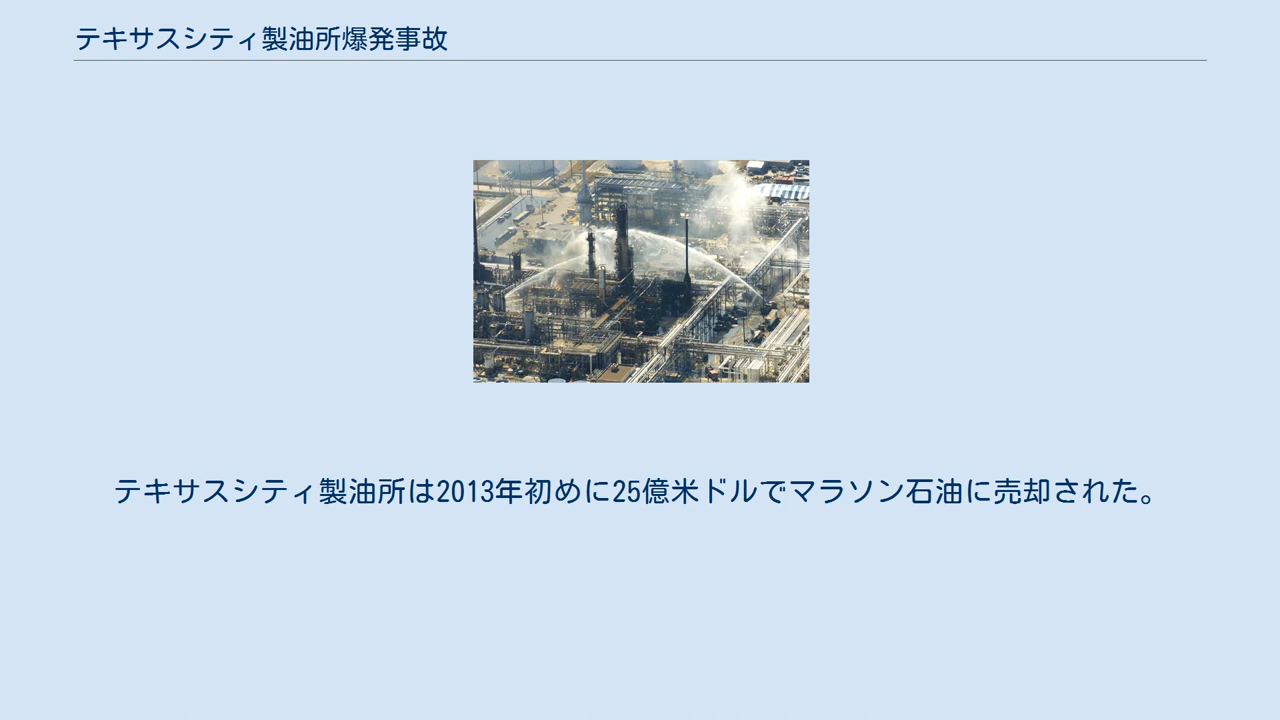 テキサスシティ製油所爆発事故
テキサスシティ製油所は2013年初めに25億米ドルでマラソン石油に売却された。